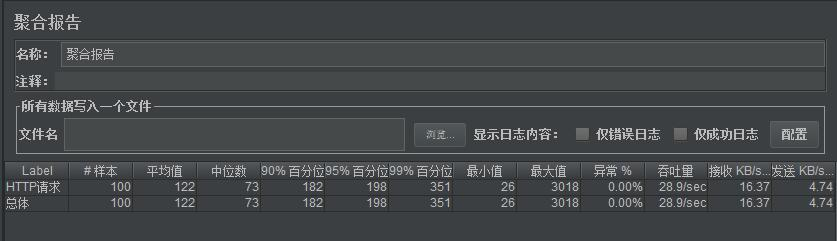 聚合报告
名称： 聚合报告
注释：
所有数据写入一个文件
文件名 浏览... 显示日志内容： 仅错误日志 仅成功日志 配置
Label # 样本 平均值 中位数 90% 百分位 95% 百分位 99% 百分位 最小值 最大值 异常 % 吞吐量 接收 KB/s... 发送 KB/s...
HTTP请求 100 122 73 182 198 351 26 3018 0.00% 28.9/sec 16.37 4.74
总体 100 122 73 182 198 351 26 3018 0.00% 28.9/sec 16.37 4.74